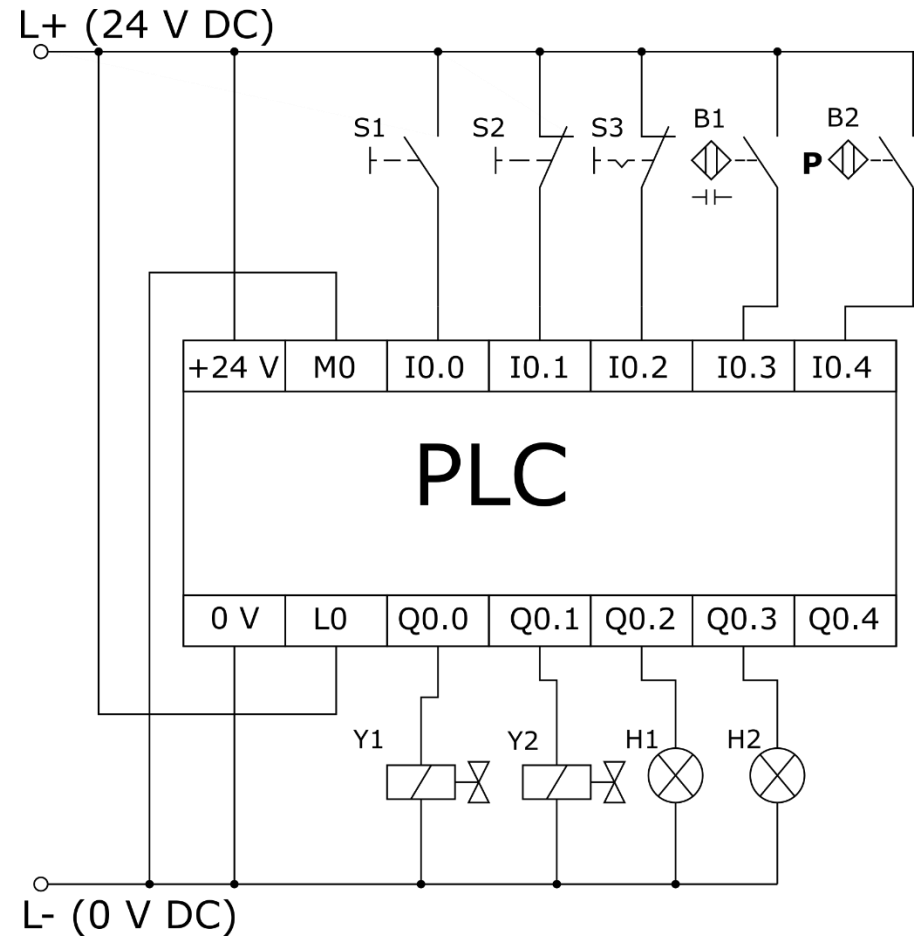 L+ (24 V DC)
S1 S2 S3 B1 B2
P
+24 V M0 I0.0 I0.1 I0.2 I0.3 I0.4
PLC
0 V L0 Q0.0 Q0.1 Q0.2 Q0.3 Q0.4
Y1 Y2 H1 H2
L- (0 V DC)